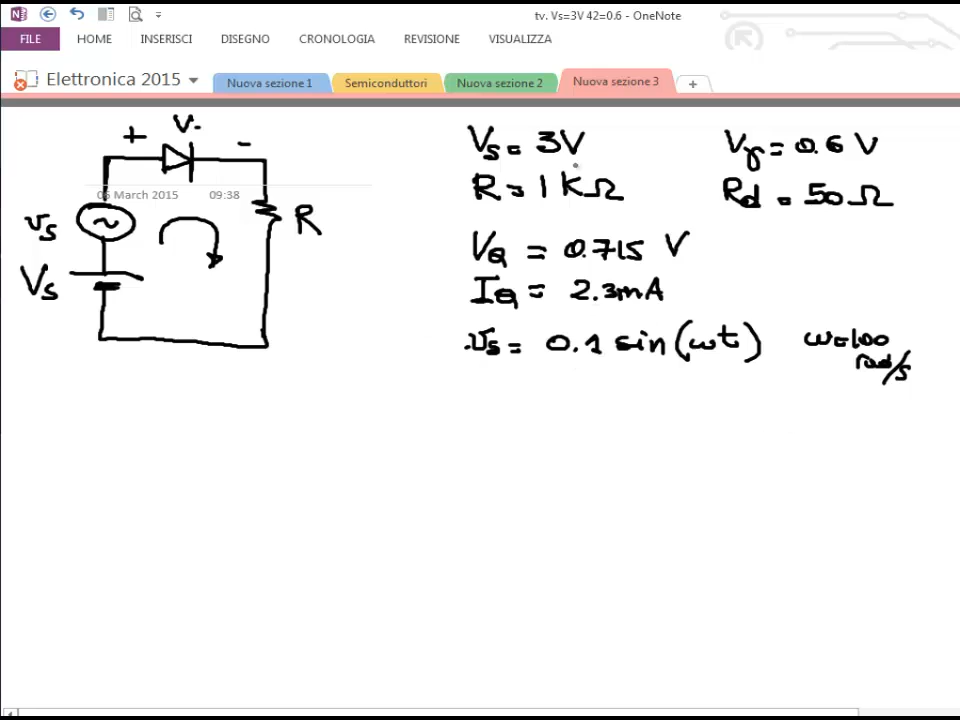 tv. Vs=3V 42=0.6 - OneNote
FILE HOME INSERISCI DISEGNO CRONOLOGIA REVISIONE VISUALIZZA
Elettronica 2015 Nuova sezione 1 Semiconduttori Nuova sezione 2 Nuova sezione 3 +
+ V. -
Vs = 3V Vγ = 0.6 V
March 2015 09:38
R = 1 KΩ Rd = 50 Ω
vs R
VQ = 0.715 V
Vs
IQ = 2.3mA
vs = 0.1 sin(ωt) ω=100 rad/s